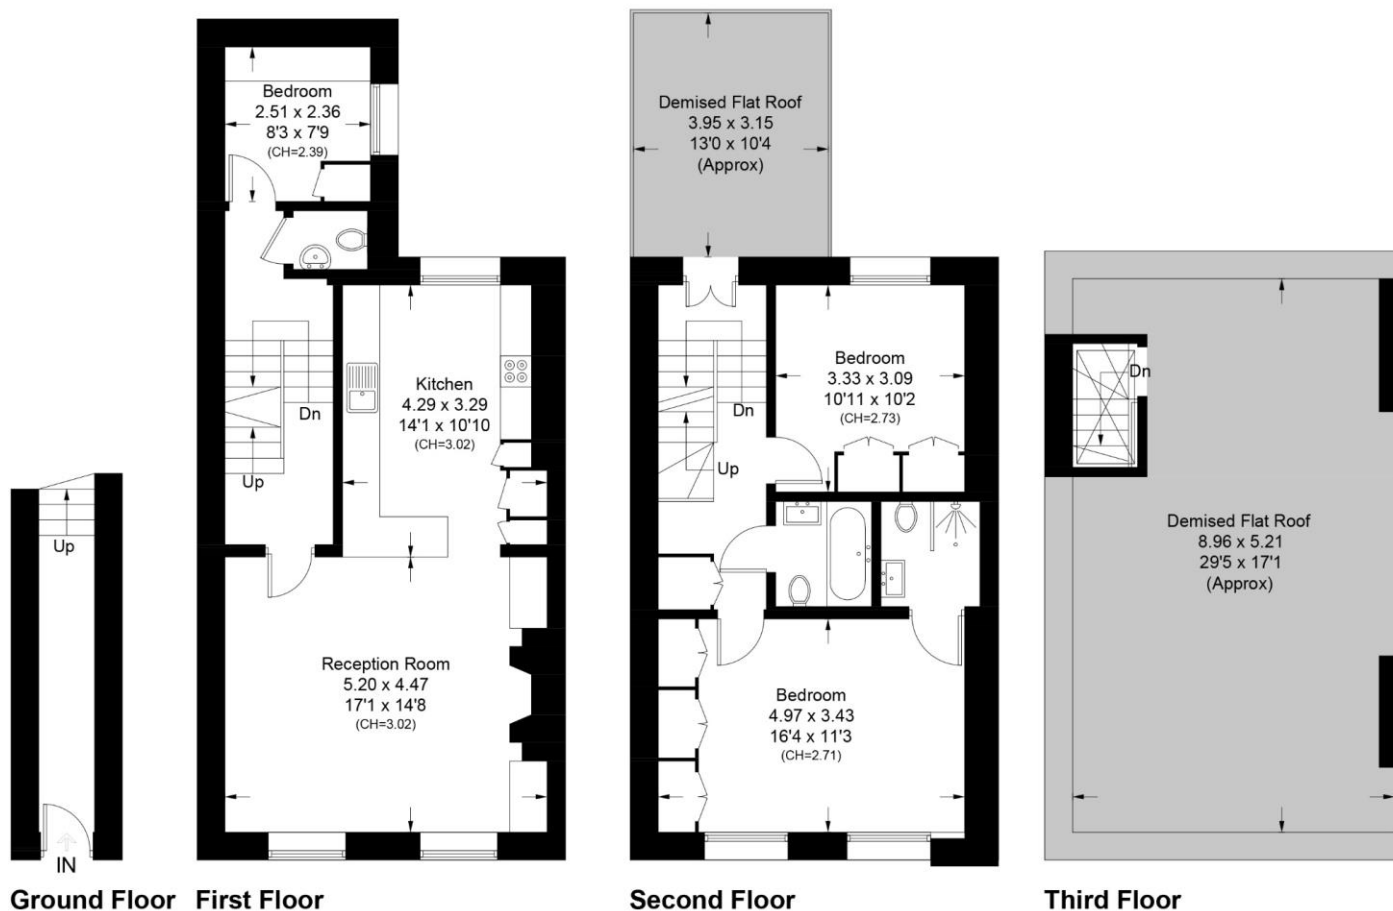 Up
IN
Ground Floor
Bedroom
2.51 x 2.36
8'3 x 7'9
(CH=2.39)
Dn
Up
Kitchen
4.29 x 3.29
14'1 x 10'10
(CH=3.02)
Reception Room
5.20 x 4.47
17'1 x 14'8
(CH=3.02)
First Floor
Demised Flat Roof
3.95 x 3.15
13'0 x 10'4
(Approx)
Bedroom
3.33 x 3.09
10'11 x 10'2
(CH=2.73)
Dn
Up
Bedroom
4.97 x 3.43
16'4 x 11'3
(CH=2.71)
Second Floor
Dn
Demised Flat Roof
8.96 x 5.21
29'5 x 17'1
(Approx)
Third Floor